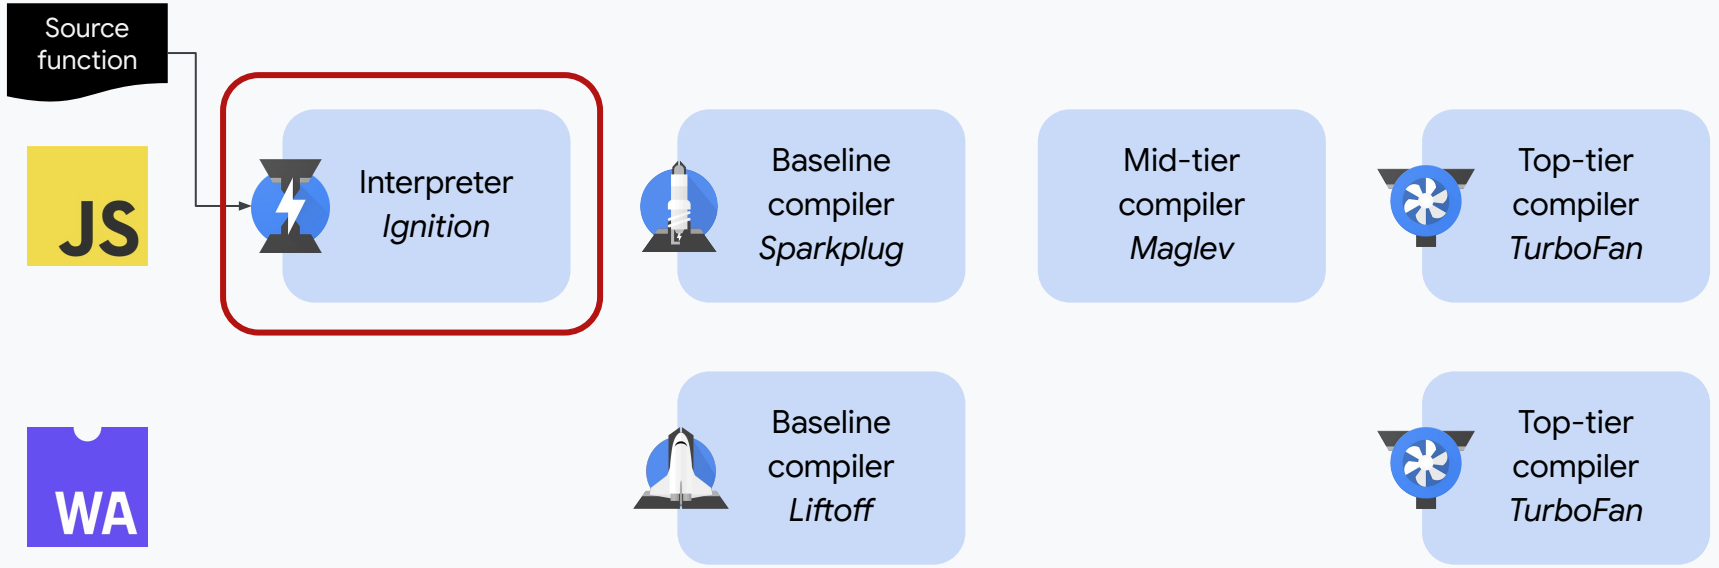 Source
function
JS
Interpreter
Ignition
Baseline
compiler
Sparkplug
Mid-tier
compiler
Maglev
Top-tier
compiler
TurboFan
WA
Baseline
compiler
Liftoff
Top-tier
compiler
TurboFan